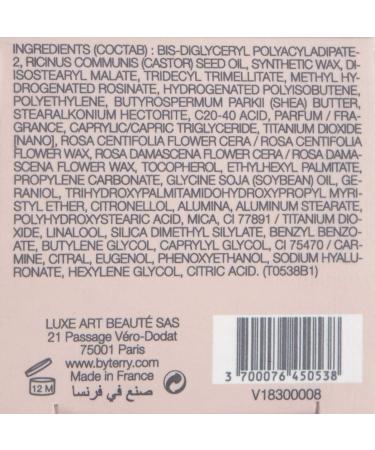 INGREDIENTS (COCTAB) : BIS-DIGLYCERYL POLYACYLADIPATE-
2, RICINUS COMMUNIS (CASTOR) SEED OIL, SYNTHETIC WAX, DI-
ISOSTEARYL MALATE, TRIDECYL TRIMELLITATE, METHYL HY-
DROGENATED ROSINATE, HYDROGENATED POLYISOBUTENE,
POLYETHYLENE, BUTYROSPERMUM PARKII (SHEA) BUTTER,
STEARALKONIUM HECTORITE, C20-40 ACID, PARFUM / FRA-
GRANCE, CAPRYLIC/CAPRIC TRIGLYCERIDE, TITANIUM DIOXIDE
[NANO], ROSA CENTIFOLIA FLOWER CERA / ROSA CENTIFOLIA
FLOWER WAX, ROSA DAMASCENA FLOWER CERA / ROSA DAMA-
SCENA FLOWER WAX, TOCOPHEROL, ETHYLHEXYL PALMITATE,
PROPYLENE CARBONATE, GLYCINE SOJA (SOYBEAN) OIL, GE-
RANIOL, TRIHYDROXYPALMITAMIDOHYDROXYPROPYL MYRI-
STYL ETHER, CITRONELLOL, ALUMINA, ALUMINUM STEARATE,
POLYHYDROXYSTEARIC ACID, MICA, CI 77891 / TITANIUM DIO-
XIDE, LINALOOL, SILICA DIMETHYL SILYLATE, BENZYL BENZO-
ATE, BUTYLENE GLYCOL, CAPRYLYL GLYCOL, CI 75470 / CAR-
MINE, CITRAL, EUGENOL, PHENOXYETHANOL, SODIUM HYALU-
RONATE, HEXYLENE GLYCOL, CITRIC ACID. (T0538B1)
LUXE ART BEAUTÉ SAS
21 Passage Véro-Dodat
75001 Paris
www.byterry.com
Made in France
صنع في فرنسا
12 M
3 700076 450538
V18300008